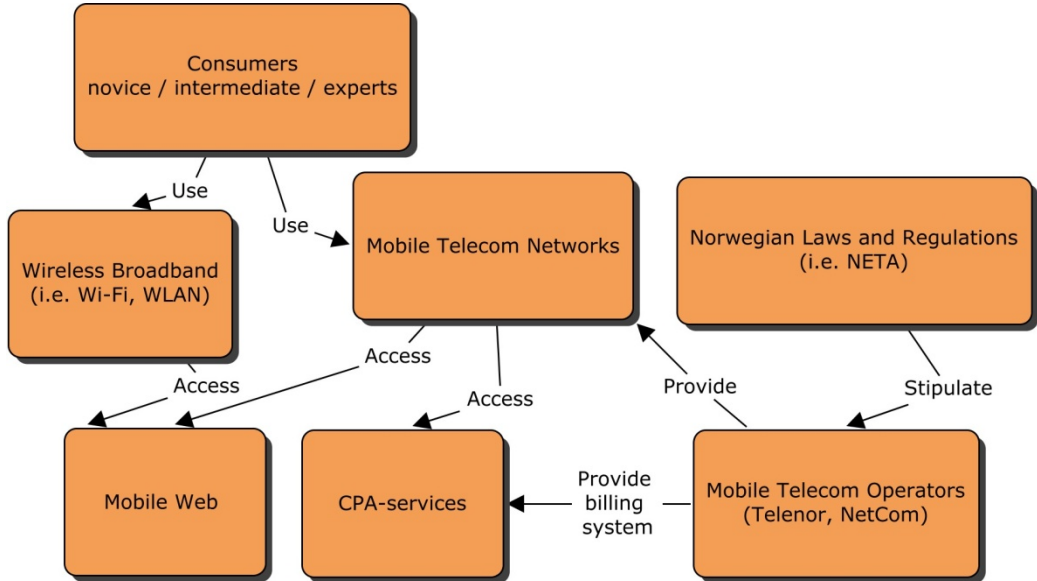 Consumers
novice / intermediate / experts
Use
Use
Wireless Broadband
(i.e. Wi-Fi, WLAN)
Mobile Telecom Networks
Norwegian Laws and Regulations
(i.e. NETA)
Access
Access
Access
Provide
Stipulate
Mobile Web
CPA-services
Provide
billing
system
Mobile Telecom Operators
(Telenor, NetCom)